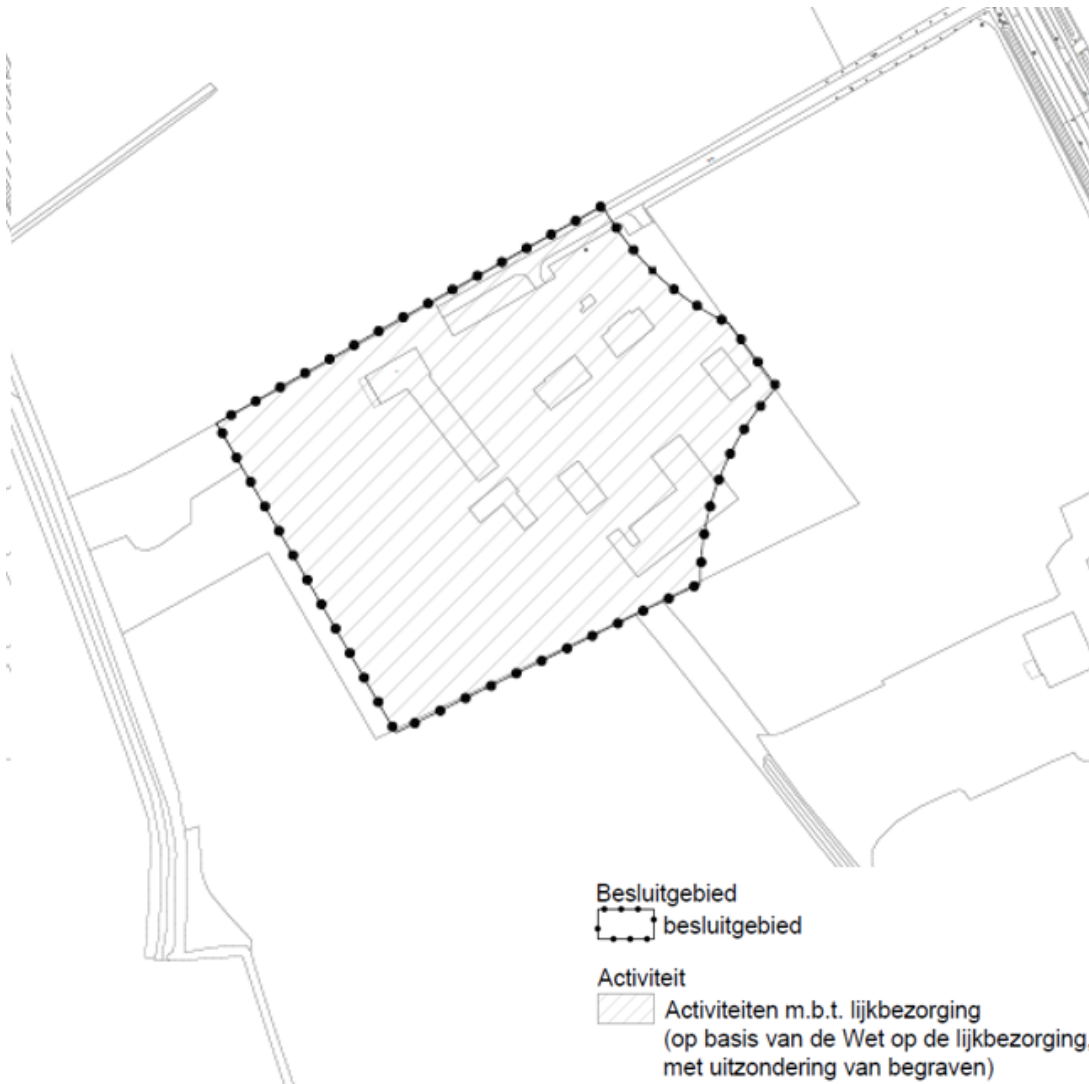 Besluitgebied
besluitgebied
Activiteit
Activiteiten m.b.t. lijkbezorging
(op basis van de Wet op de lijkbezorging,
met uitzondering van begraven)